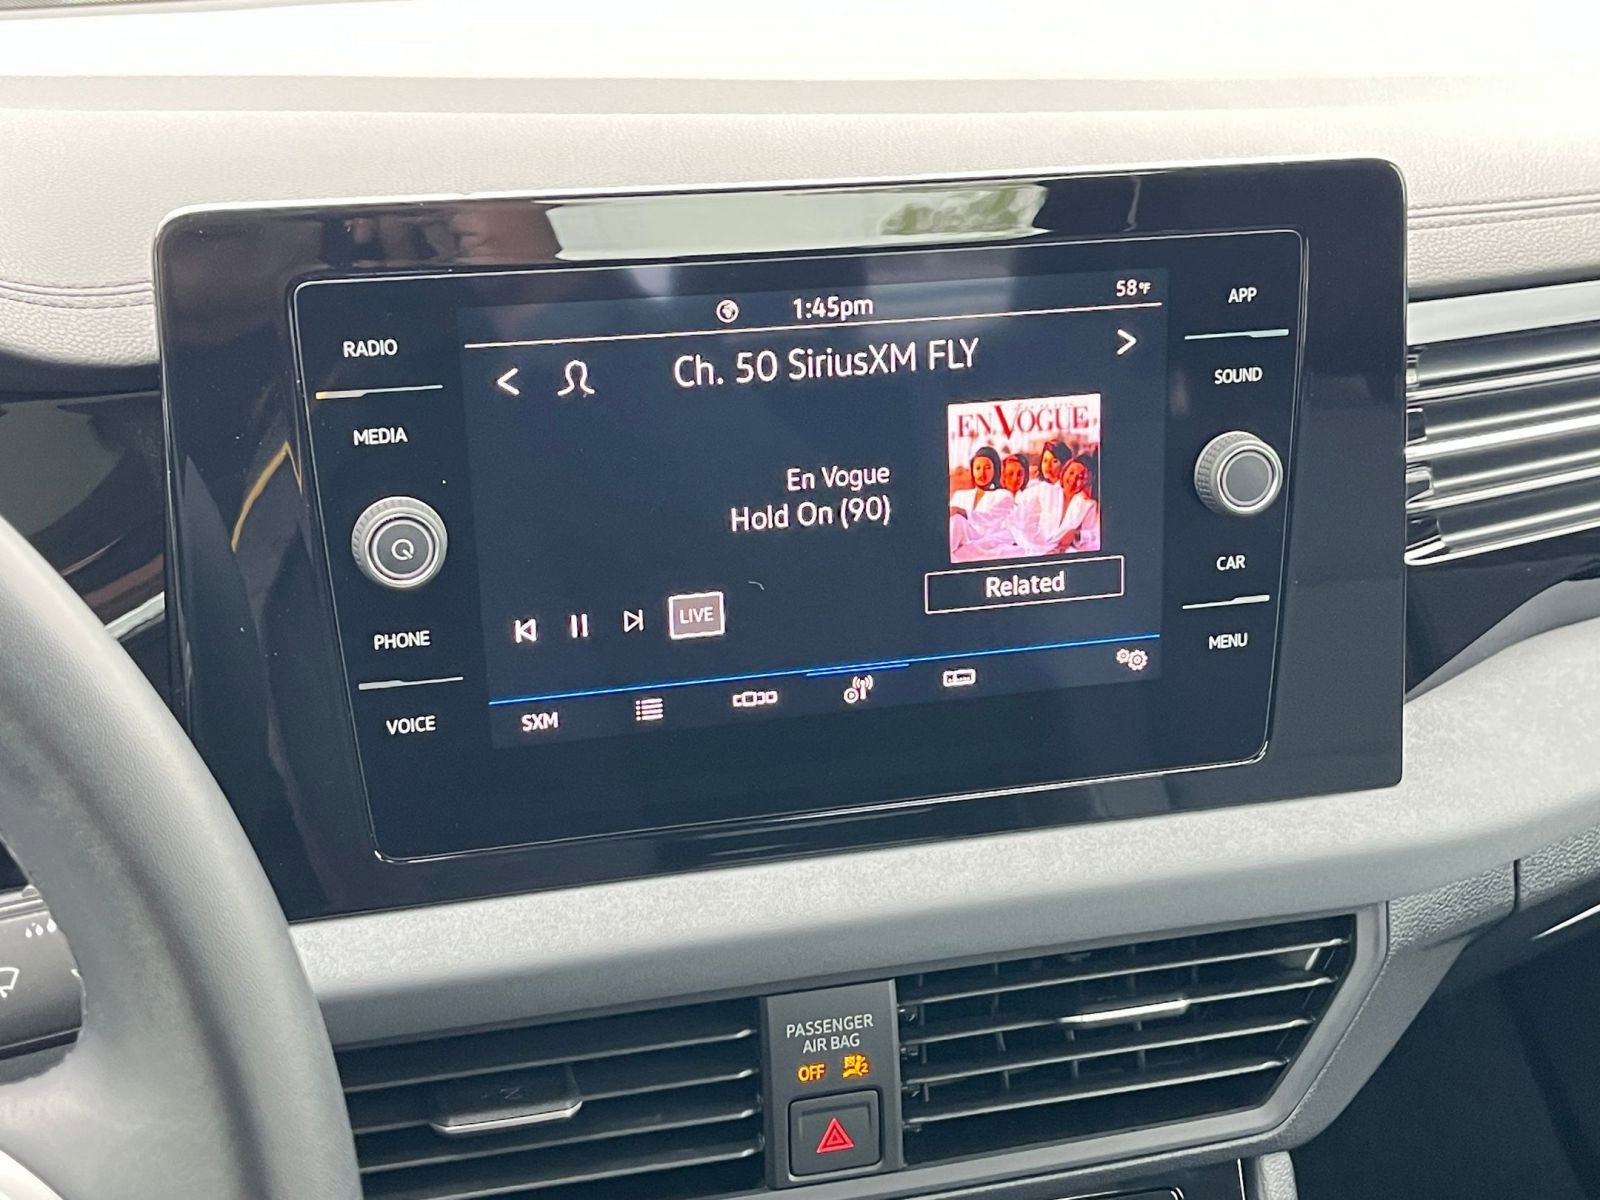 RADIO
MEDIA
PHONE
VOICE
1:45pm
58°F
Ch. 50 SiriusXM FLY
En Vogue
Hold On (90)
EN VOGUE
Related
LIVE
SXM
APP
SOUND
CAR
MENU
PASSENGER
AIR BAG
OFF
2